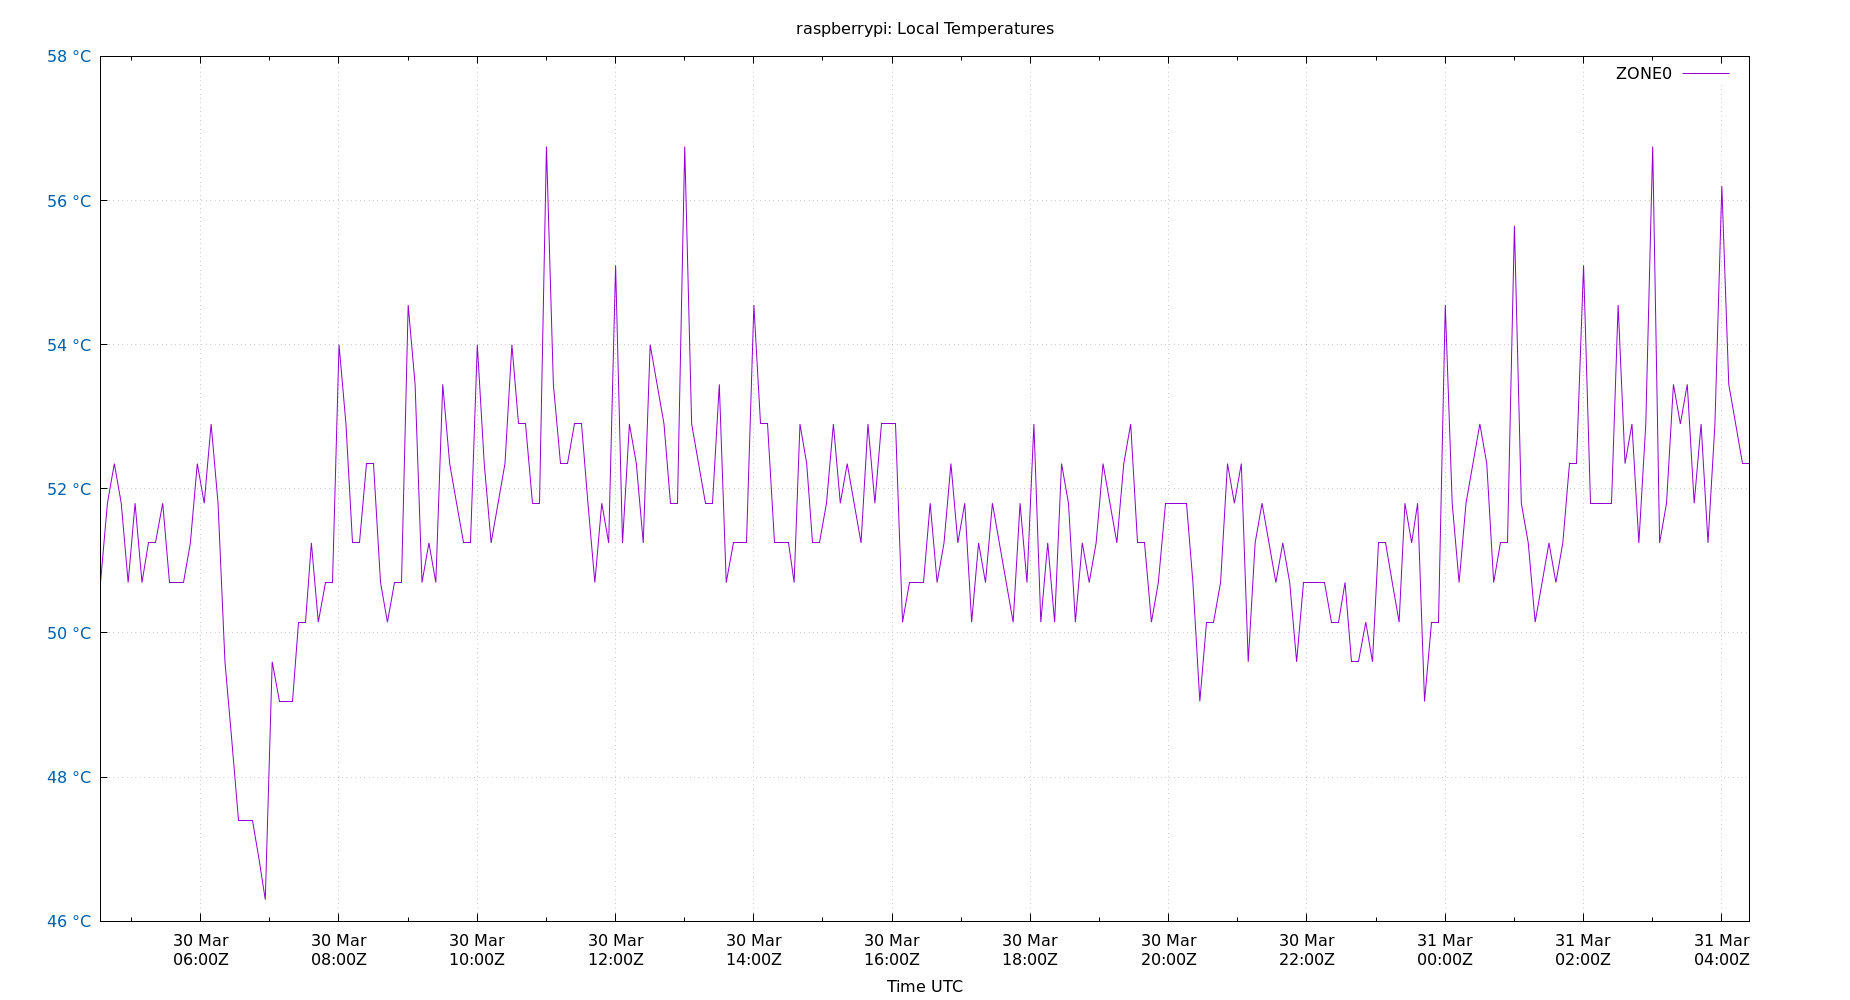 raspberrypi: Local Temperatures
58 °C
ZONE0
56 °C
54 °C
52 °C
50 °C
48 °C
46 °C
30 Mar 30 Mar 30 Mar 30 Mar 30 Mar 30 Mar 30 Mar 30 Mar 30 Mar 31 Mar 31 Mar 31 Mar
06:00Z 08:00Z 10:00Z 12:00Z 14:00Z 16:00Z 18:00Z 20:00Z 22:00Z 00:00Z 02:00Z 04:00Z
Time UTC